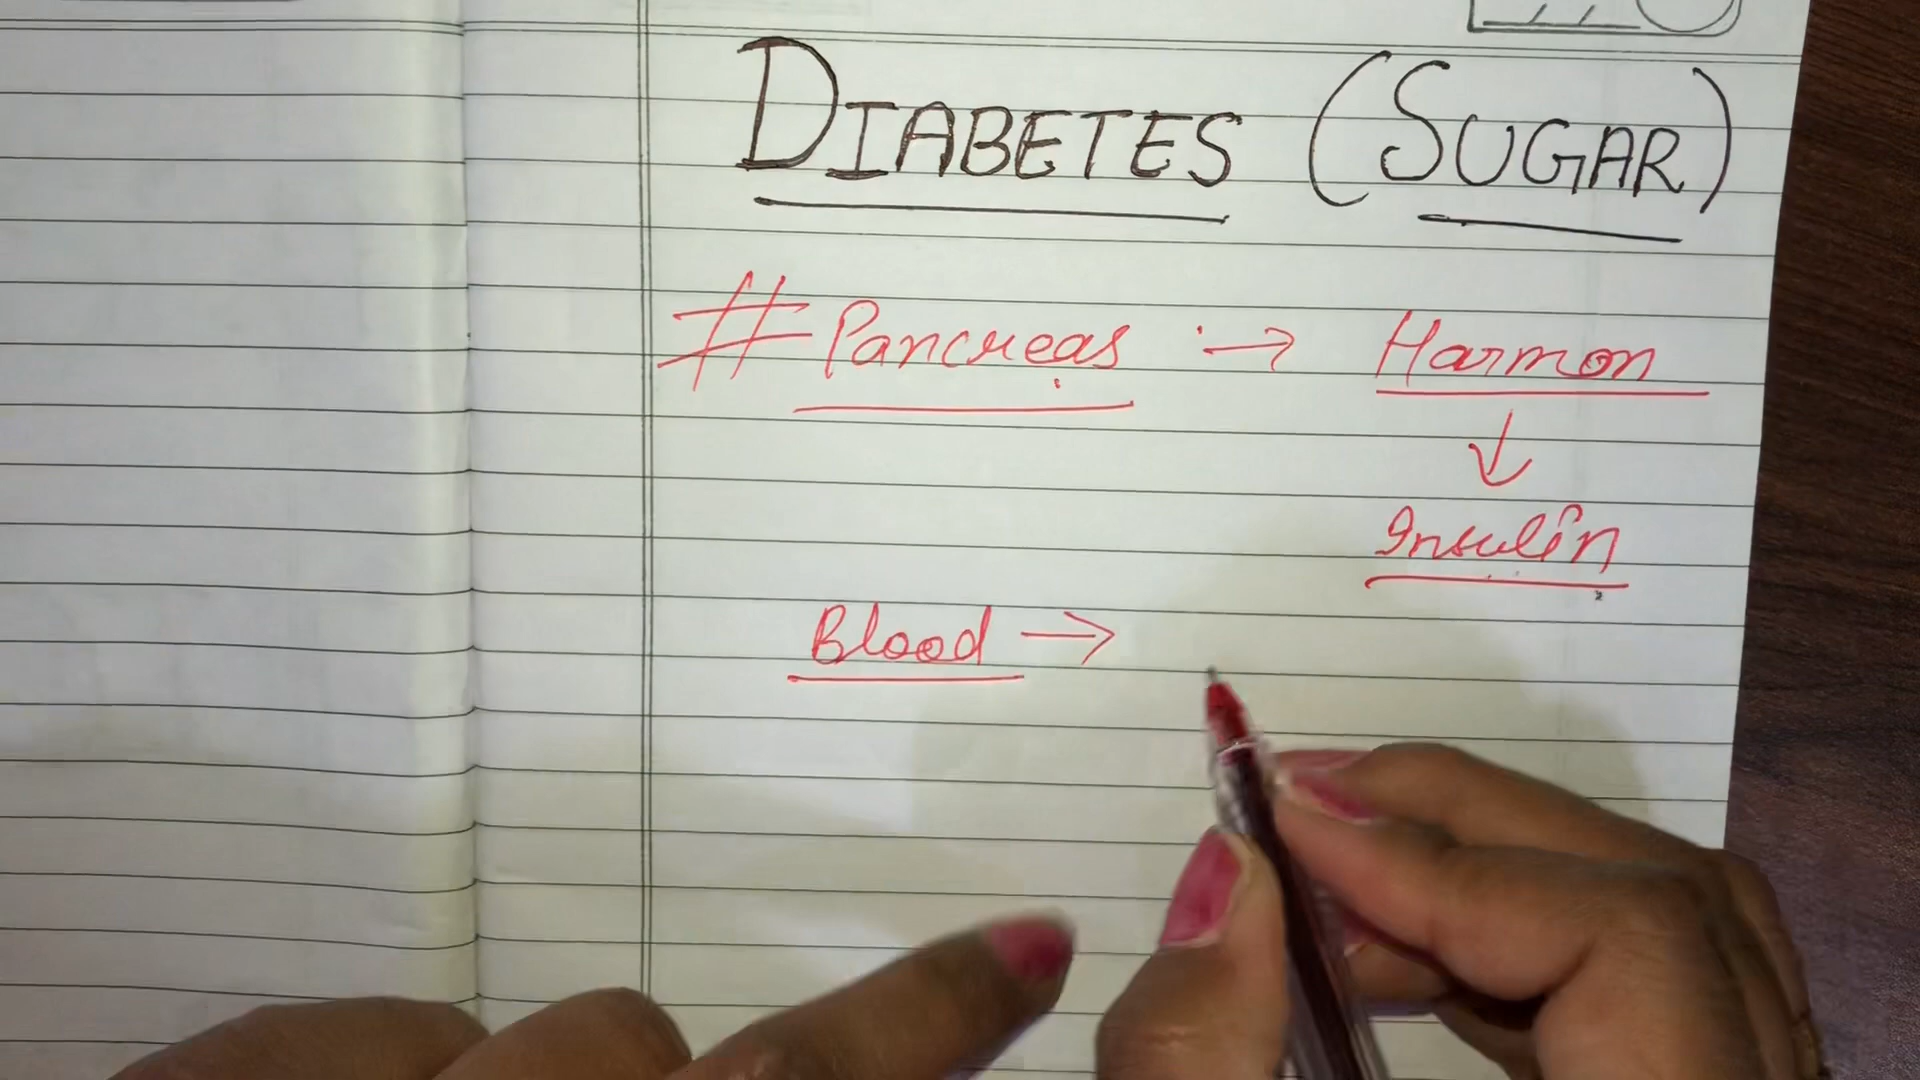 DIABETES (SUGAR)
# Pancreas → Harmon
↓
Insulin
Blood →